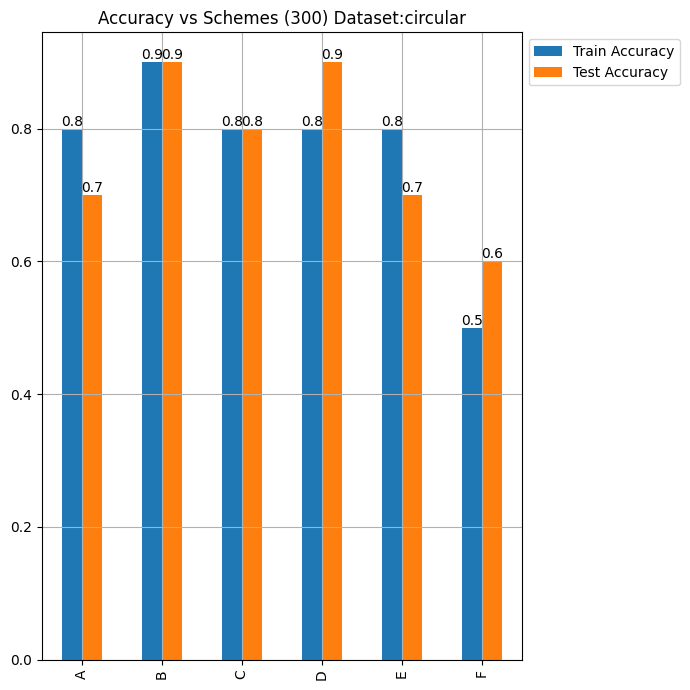 Accuracy vs Schemes (300) Dataset:circular
Train Accuracy
Test Accuracy
0.9 0.9 0.9
0.8 0.8 0.8 0.8 0.8
0.7 0.7
0.6
0.5
0.8
0.6
0.4
0.2
0.0
A B C D E F